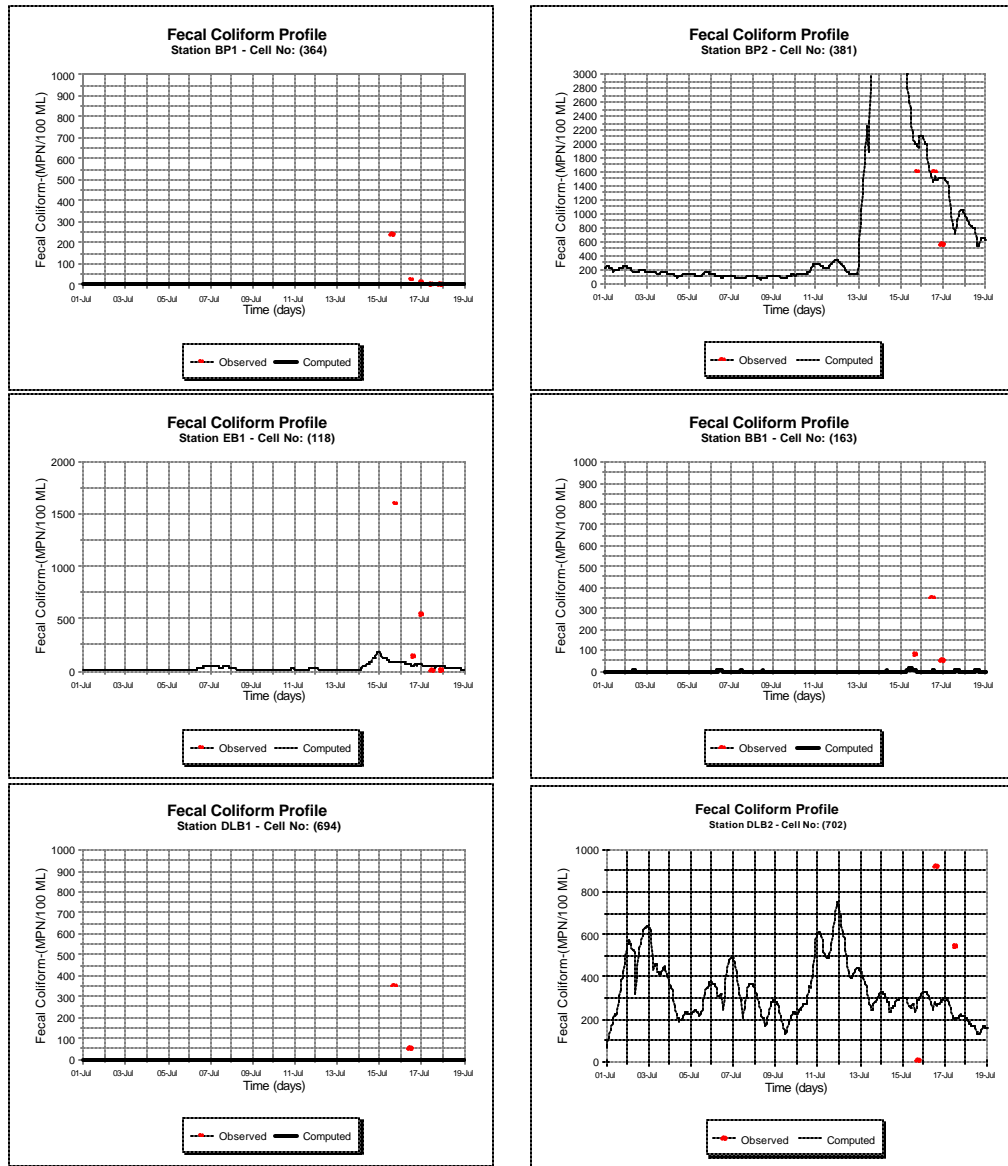 Fecal Coliform Profile
Station BP1 - Cell No: (364)
Fecal Coliform-(MPN/100 ML)
1000
900
800
700
600
500
400
300
200
100
0
01-Jul 03-Jul 05-Jul 07-Jul 09-Jul 11-Jul 13-Jul 15-Jul 17-Jul 19-Jul
Time (days)
Observed Computed
Fecal Coliform Profile
Station BP2 - Cell No: (381)
Fecal Coliform-(MPN/100 ML)
3000
2800
2600
2400
2200
2000
1800
1600
1400
1200
1000
800
600
400
200
0
01-Jul 03-Jul 05-Jul 07-Jul 09-Jul 11-Jul 13-Jul 15-Jul 17-Jul 19-Jul
Time (days)
Observed Computed
Fecal Coliform Profile
Station EB1 - Cell No: (118)
Fecal Coliform-(MPN/100 ML)
2000
1500
1000
500
0
01-Jul 03-Jul 05-Jul 07-Jul 09-Jul 11-Jul 13-Jul 15-Jul 17-Jul 19-Jul
Time (days)
Observed Computed
Fecal Coliform Profile
Station BB1 - Cell No: (163)
Fecal Coliform-(MPN/100 ML)
1000
900
800
700
600
500
400
300
200
100
0
01-Jul 03-Jul 05-Jul 07-Jul 09-Jul 11-Jul 13-Jul 15-Jul 17-Jul 19-Jul
Time (days)
Observed Computed
Fecal Coliform Profile
Station DLB1 - Cell No: (694)
Fecal Coliform-(MPN/100 ML)
1000
900
800
700
600
500
400
300
200
100
0
01-Jul 03-Jul 05-Jul 07-Jul 09-Jul 11-Jul 13-Jul 15-Jul 17-Jul 19-Jul
Time (days)
Observed Computed
Fecal Coliform Profile
Station DLB2 - Cell No: (702)
Fecal Coliform-(MPN/100 ML)
1000
800
600
400
200
0
01-Jul 03-Jul 05-Jul 07-Jul 09-Jul 11-Jul 13-Jul 15-Jul 17-Jul 19-Jul
Time (days)
Observed Computed